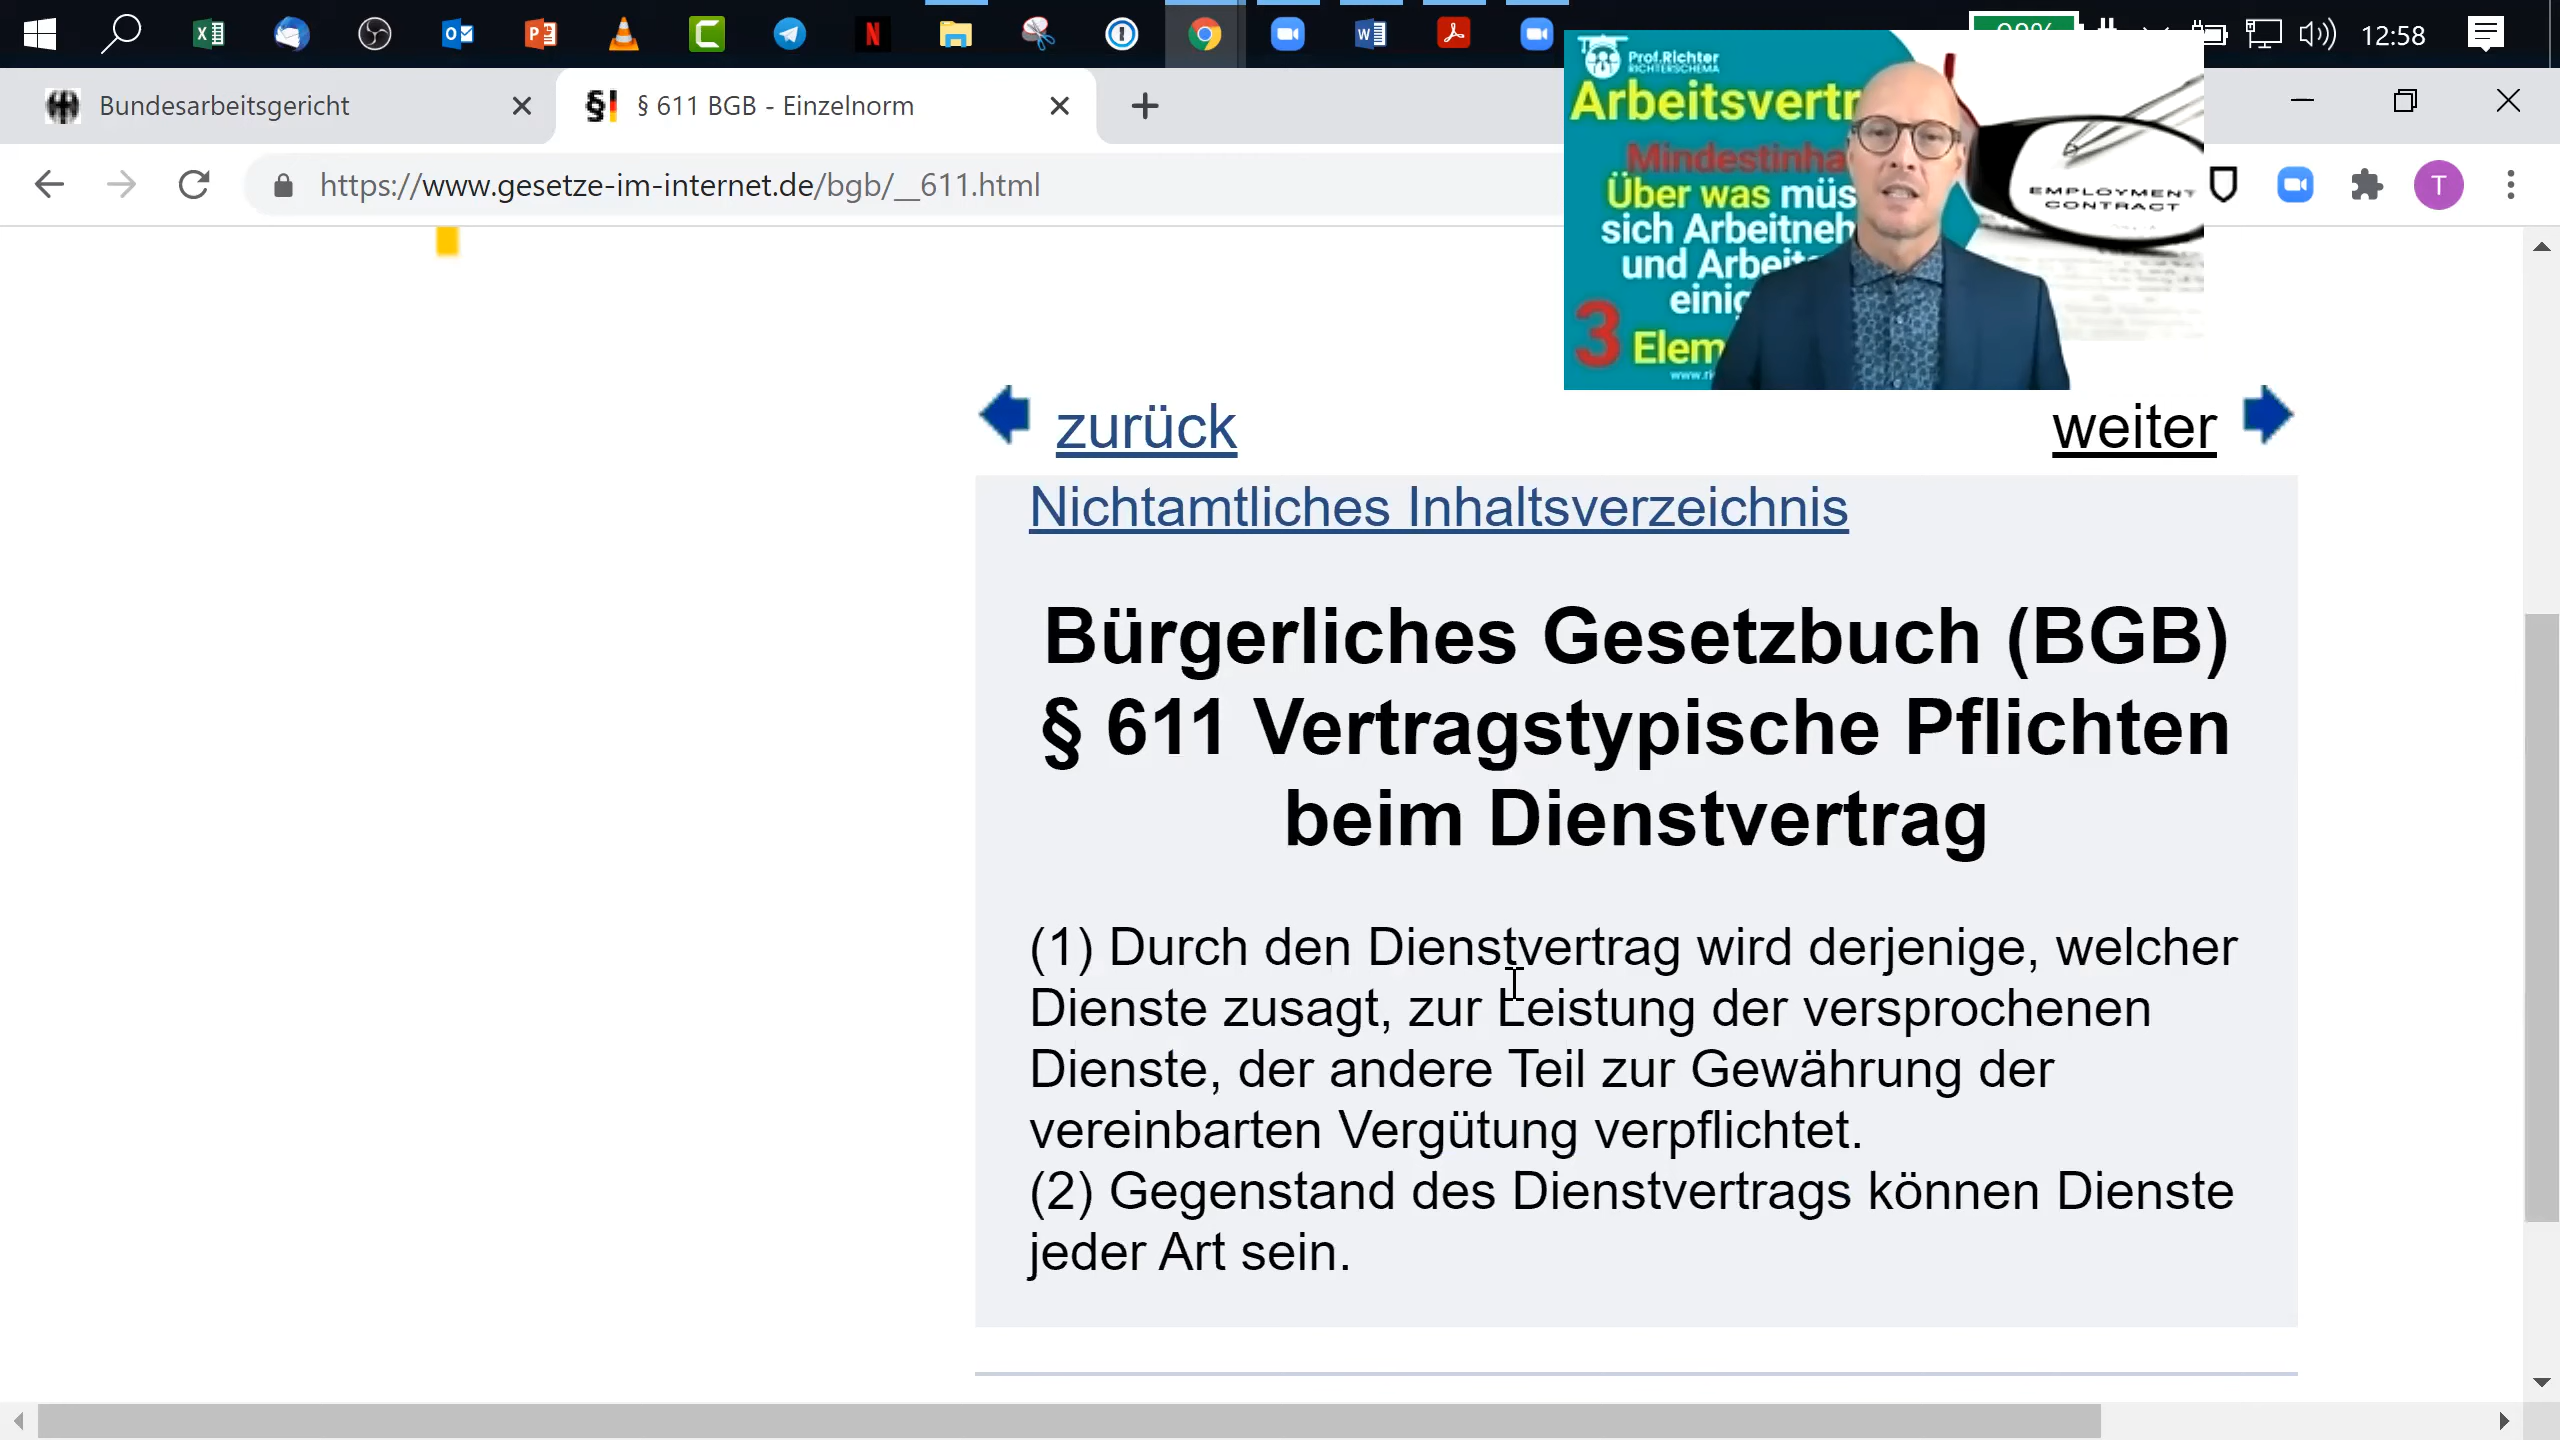 12:58
Bundesarbeitsgericht
§ 611 BGB - Einzelnorm
https://www.gesetze-im-internet.de/bgb/__611.html
T
Prof.Richter
RICHTERSCHEMA
Arbeitsvertr
Mindestinha
Über was müs
sich Arbeitneh
und Arbeit
einig
3 Elem
EMPLOYMENT
CONTRACT
zurück
weiter
Nichtamtliches Inhaltsverzeichnis
Bürgerliches Gesetzbuch (BGB)
§ 611 Vertragstypische Pflichten
beim Dienstvertrag
(1) Durch den Dienstvertrag wird derjenige, welcher
Dienste zusagt, zur Leistung der versprochenen
Dienste, der andere Teil zur Gewährung der
vereinbarten Vergütung verpflichtet.
(2) Gegenstand des Dienstvertrags können Dienste
jeder Art sein.